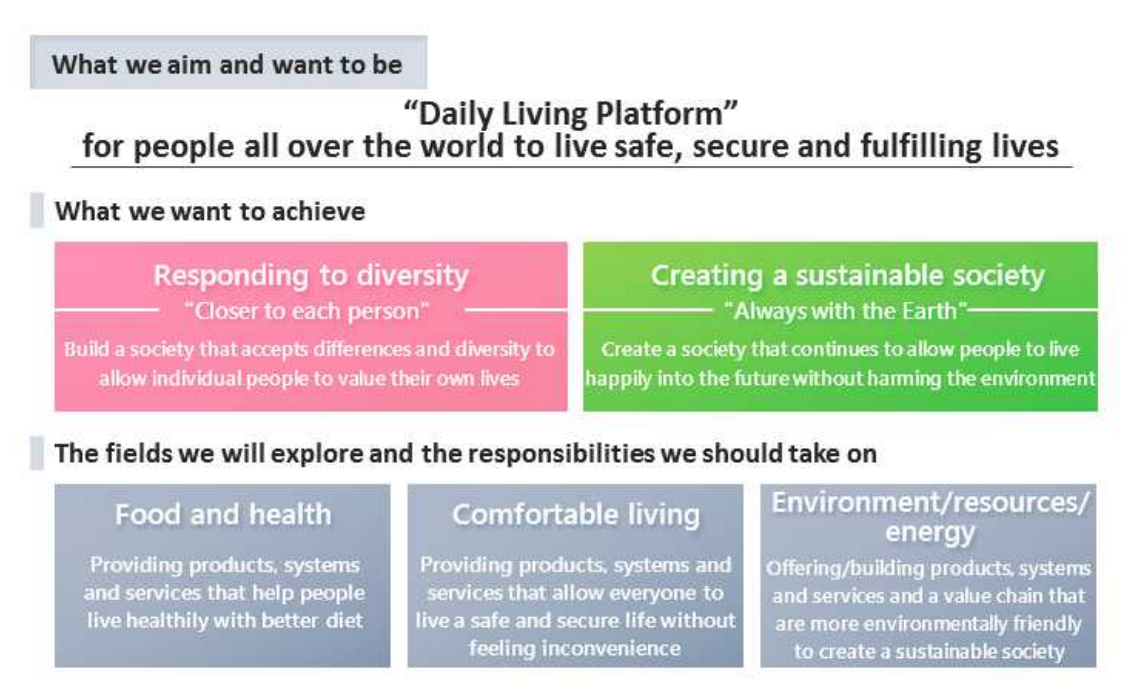 What we aim and want to be
“Daily Living Platform”
for people all over the world to live safe, secure and fulfilling lives
What we want to achieve
Responding to diversity
"Closer to each person"
Build a society that accepts differences and diversity to
allow individual people to value their own lives
Creating a sustainable society
"Always with the Earth"
Create a society that continues to allow people to live
happily into the future without harming the environment
The fields we will explore and the responsibilities we should take on
Food and health
Providing products, systems
and services that help people
live healthily with better diet
Comfortable living
Providing products, systems and
services that allow everyone to
live a safe and secure life without
feeling inconvenience
Environment/resources/
energy
Offering/building products, systems
and services and a value chain that
are more environmentally friendly
to create a sustainable society